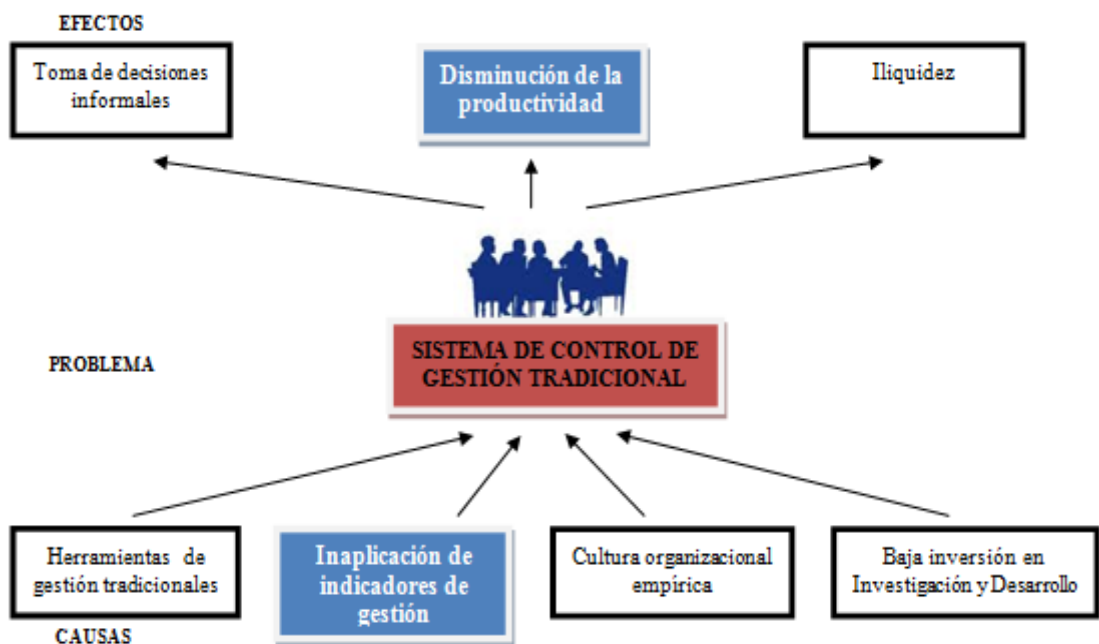 EFECTOS
Toma de decisiones
informales
Disminución de la
productividad
Iliquidez
PROBLEMA
SISTEMA DE CONTROL DE
GESTIÓN TRADICIONAL
Herramientas de
gestión tradicionales
Inaplicación de
indicadores de
gestión
Cultura organizacional
empírica
Baja inversión en
Investigación y Desarrollo
CAUSAS